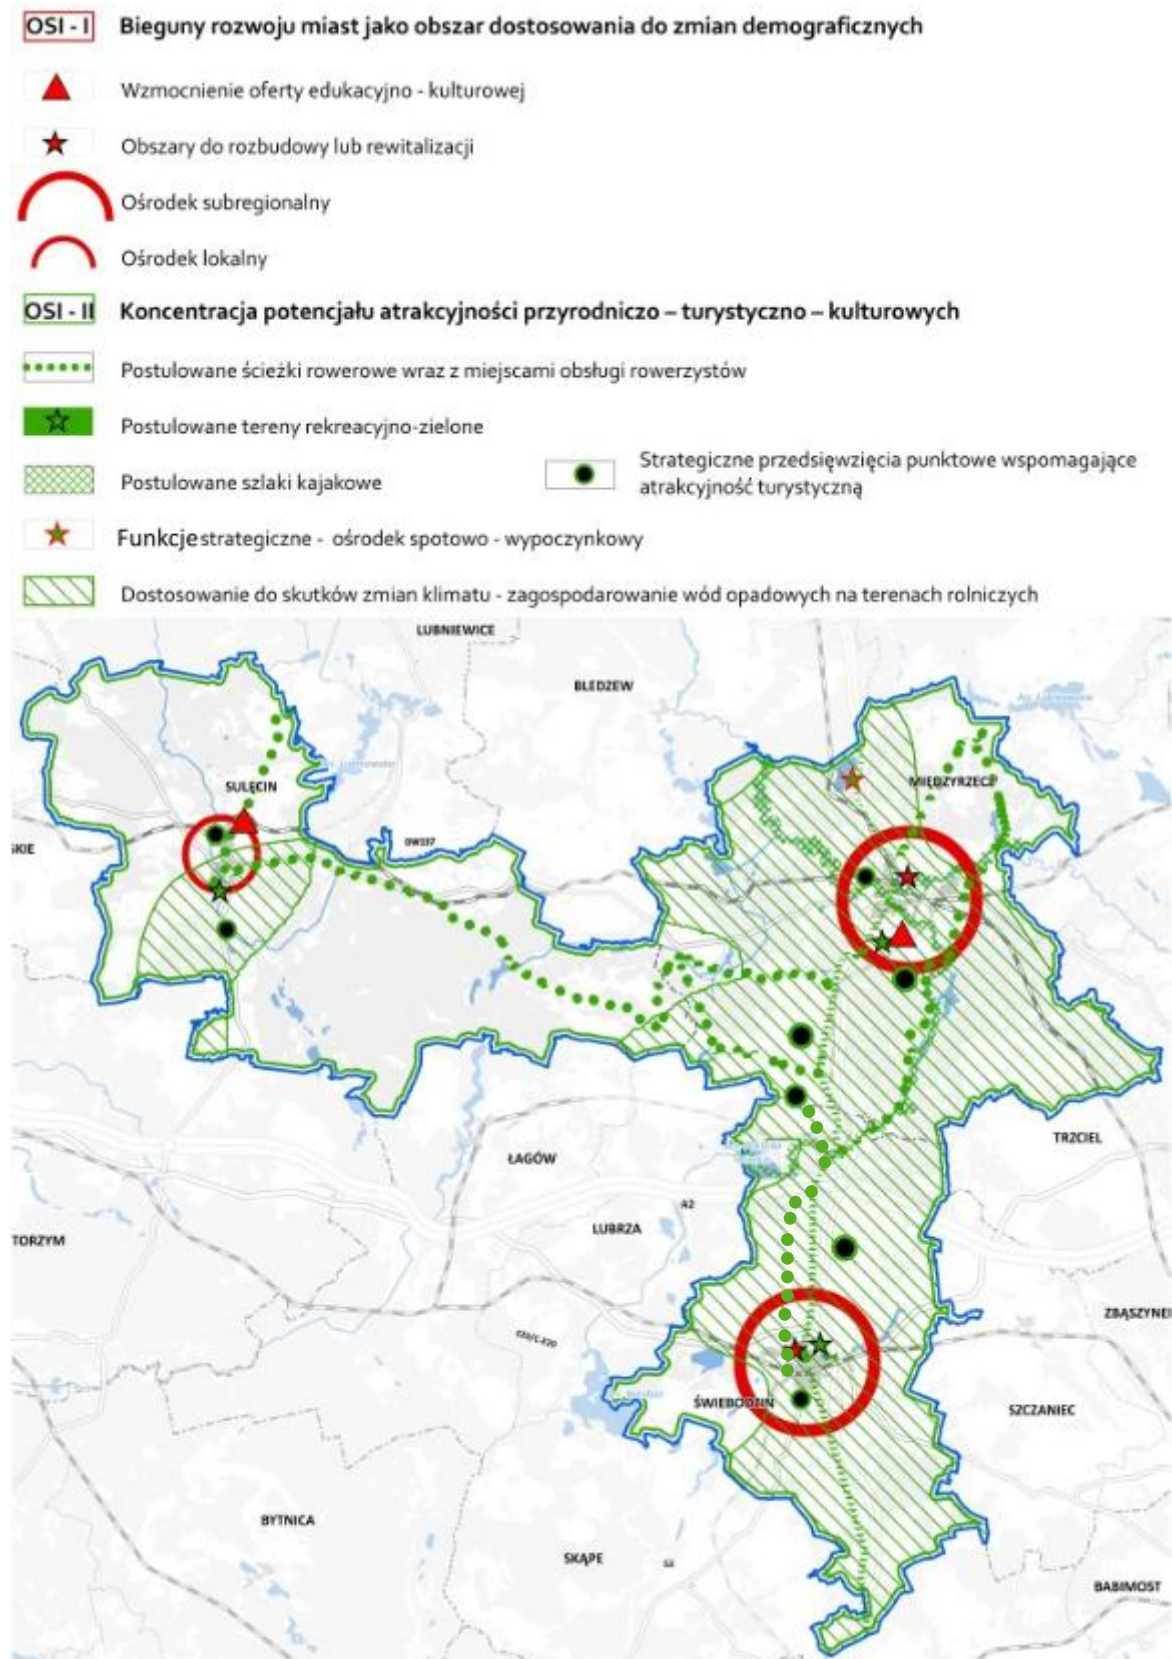 OSI - I Bieguny rozwoju miast jako obszar dostosowania do zmian demograficznych
Wzmocnienie oferty edukacyjno - kulturowej
Obszary do rozbudowy lub rewitalizacji
Ośrodek subregionalny
Ośrodek lokalny
OSI - II Koncentracja potencjału atrakcyjności przyrodniczo – turystyczno – kulturowych
Postulowane ścieżki rowerowe wraz z miejscami obsługi rowerzystów
Postulowane tereny rekreacyjno-zielone
Postulowane szlaki kajakowe
Strategiczne przedsięwzięcia punktowe wspomagające
atrakcyjność turystyczną
Funkcje strategiczne - ośrodek spotowo - wypoczynkowy
Dostosowanie do skutków zmian klimatu - zagospodarowanie wód opadowych na terenach rolniczych
LUBNIEWICE
BLEDZEW
SULĘCIN
MIĘDZYRZECZ
SKIE
DW137
TRZCIEL
ŁAGÓW
A2
LUBRZA
TORZYM
ZBĄSZYNE
ŚWIEBODZIN
SZCZANIEC
BYTNICA
SKĄPE
S3
BABIMOST